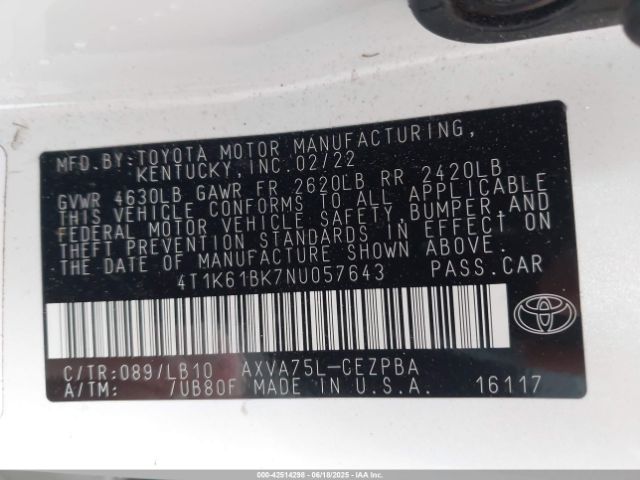 MFD.BY:TOYOTA MOTOR MANUFACTURING,
KENTUCKY, INC.02/22
GVWR 4630LB GAWR FR 2620LB RR 2420LB
THIS VEHICLE CONFORMS TO ALL APPLICABLE
FEDERAL MOTOR VEHICLE SAFETY,BUMPER,AND
THEFT PREVENTION STANDARDS IN EFFECT ON
THE DATE OF MANUFACTURE SHOWN ABOVE.
4T1K61BK7NU057643 PASS.CAR
C/TR:089/LB10 AXVA75L-CEZPBA
A/TM: /UB80F MADE IN U.S.A. 16117
000-42514298 - 06/18/2025 - COPYRIGHT IAA, LLC.